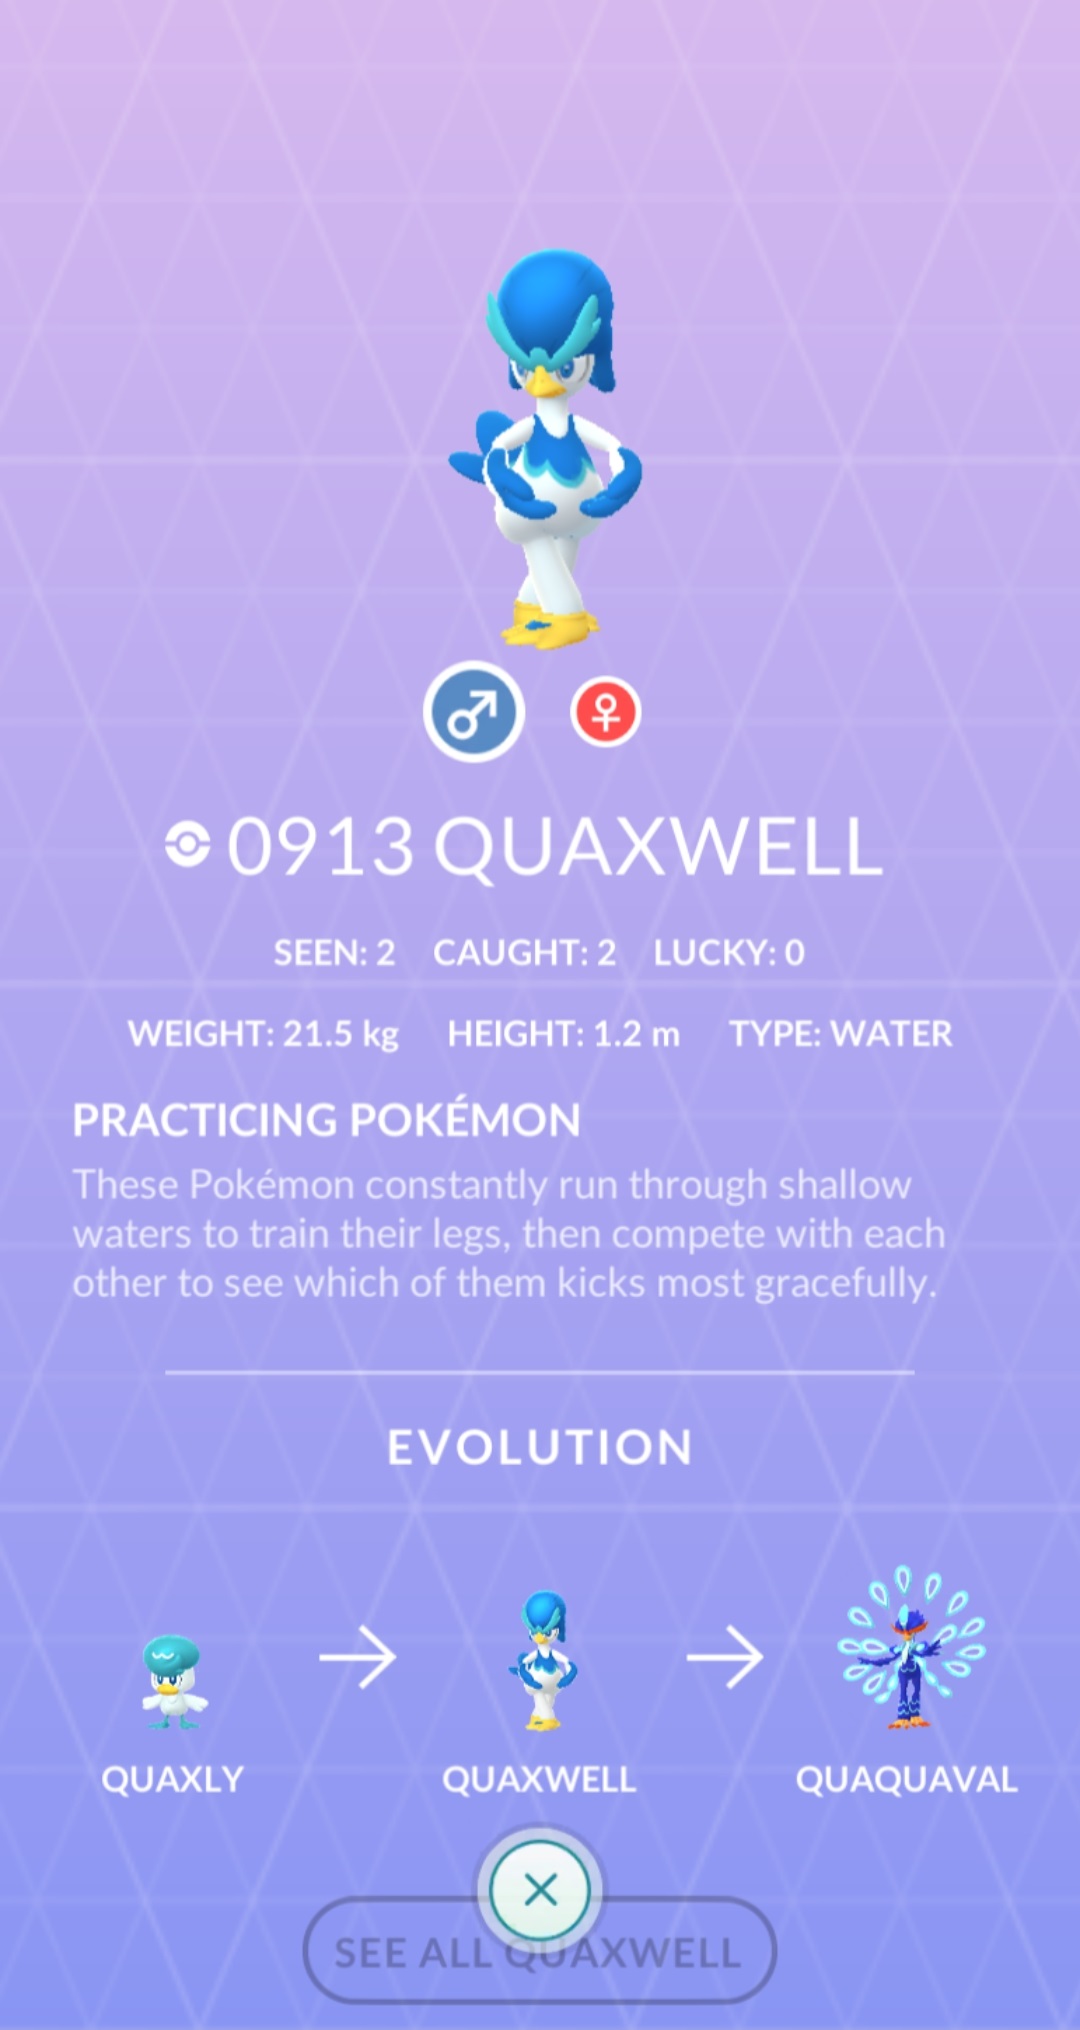 0913 QUAXWELL
SEEN: 2 CAUGHT: 2 LUCKY: 0
WEIGHT: 21.5 kg HEIGHT: 1.2 m TYPE: WATER
PRACTICING POKÉMON
These Pokémon constantly run through shallow
waters to train their legs, then compete with each
other to see which of them kicks most gracefully.
EVOLUTION
QUAXLY QUAXWELL QUAQUAVAL
SEE ALL QUAXWELL